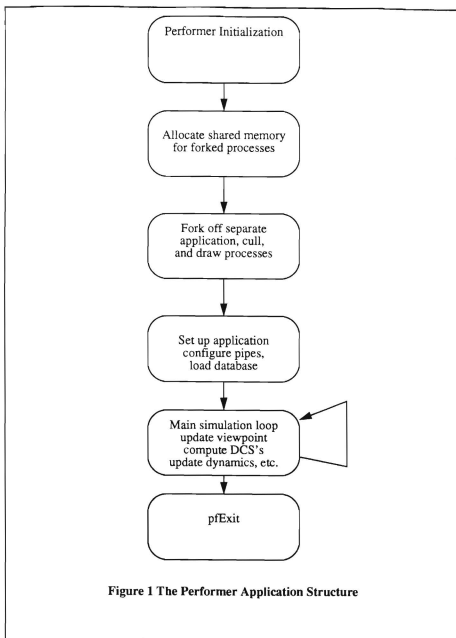 Performer Initialization
Allocate shared memory
for forked processes
Fork off separate
application, cull,
and draw processes
Set up application
configure pipes,
load database
Main simulation loop
update viewpoint
compute DCS's
update dynamics, etc.
pfExit
Figure 1 The Performer Application Structure